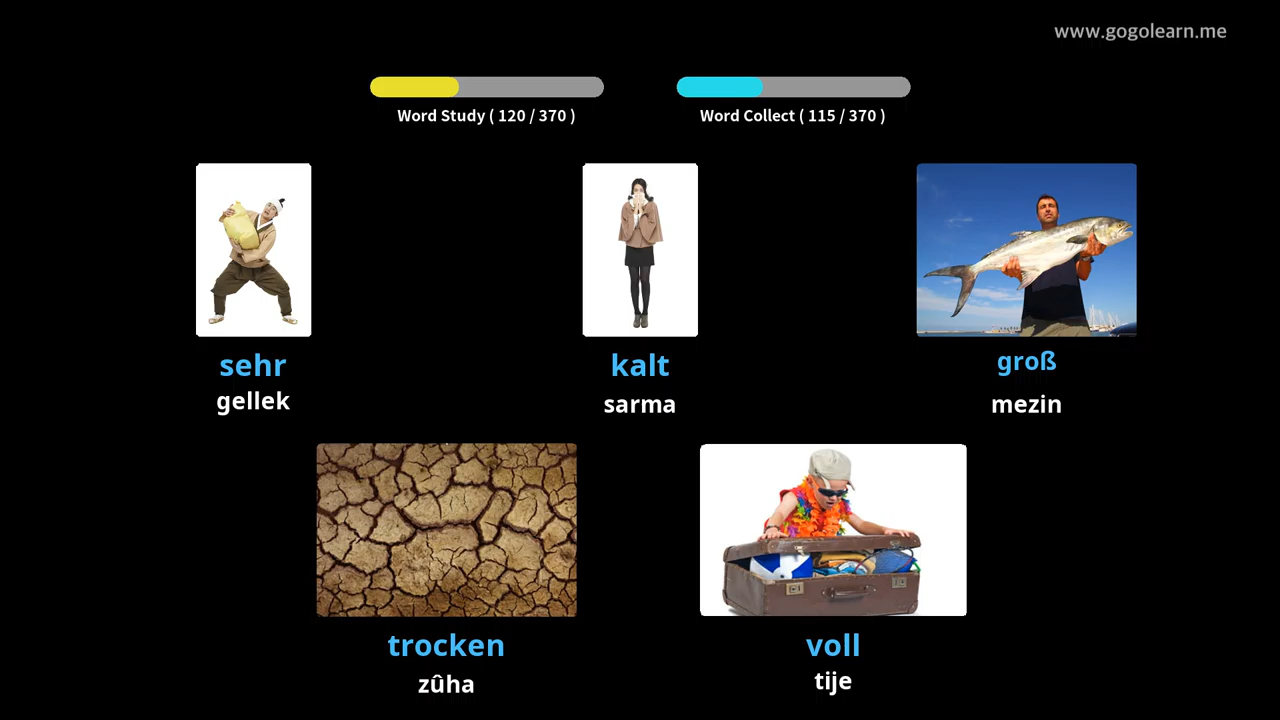 www.gogolearn.me
Word Study ( 120 / 370 )
Word Collect ( 115 / 370 )
sehr
gellek
kalt
sarma
groß
mezin
trocken
zûha
voll
tije